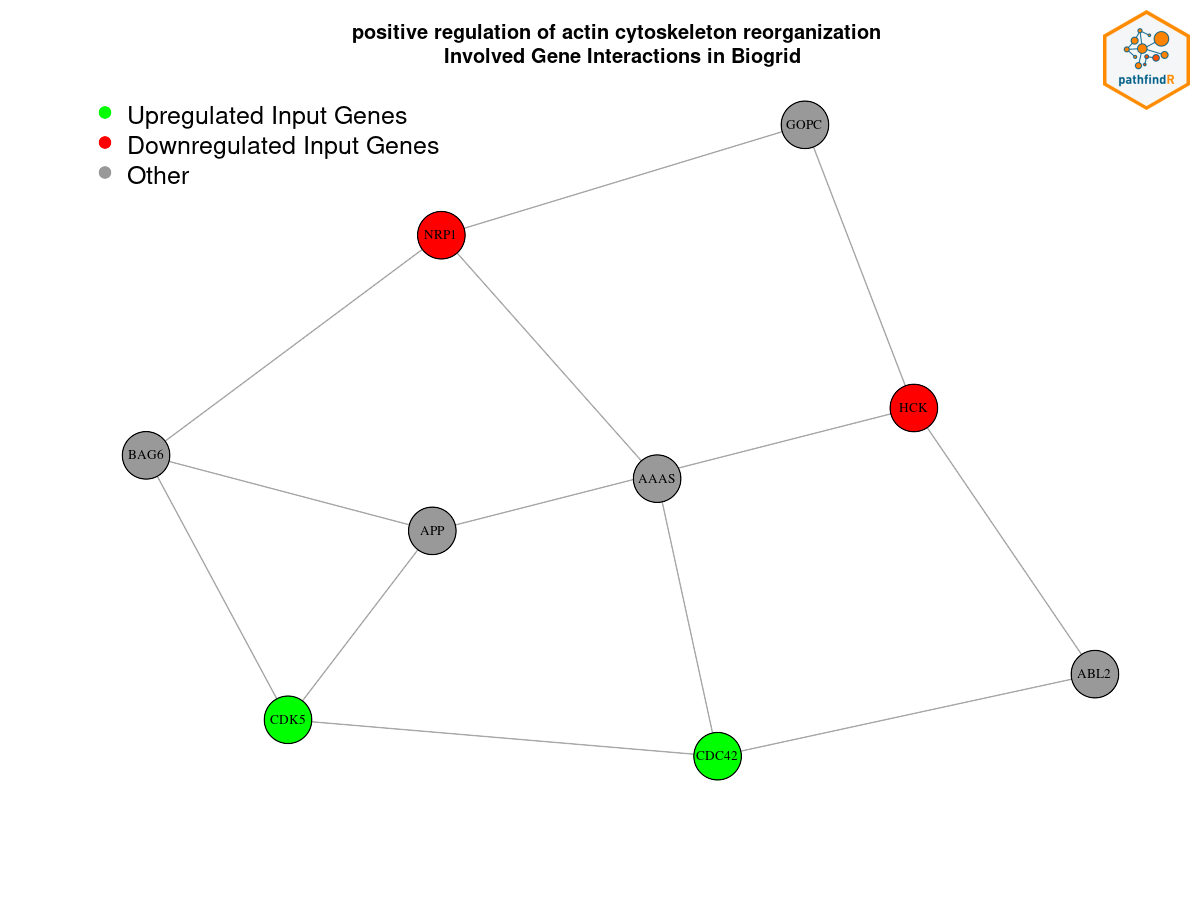 positive regulation of actin cytoskeleton reorganization
Involved Gene Interactions in Biogrid
pathfindR
Upregulated Input Genes
Downregulated Input Genes
Other
GOPC
NRP1
HCK
BAG6
AAAS
APP
ABL2
CDK5
CDC42